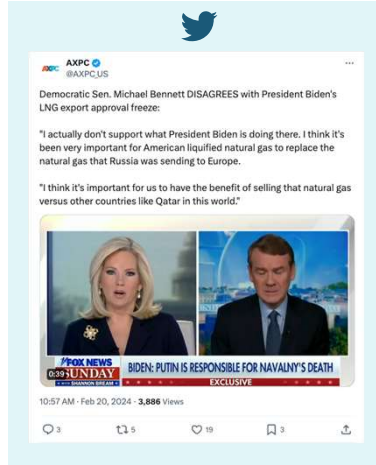 AXPC
@AXPC_US
Democratic Sen. Michael Bennett DISAGREES with President Biden's
LNG export approval freeze:
"I actually don't support what President Biden is doing there. I think it's
been very important for American liquified natural gas to replace the
natural gas that Russia was sending to Europe.
"I think it's important for us to have the benefit of selling that natural gas
versus other countries like Qatar in this world."
FOX NEWS
0:39 SUNDAY
SHANNON BREAM
BIDEN: PUTIN IS RESPONSIBLE FOR NAVALNY'S DEATH
EXCLUSIVE
10:57 AM · Feb 20, 2024 · 3,886 Views
3
5
19
3